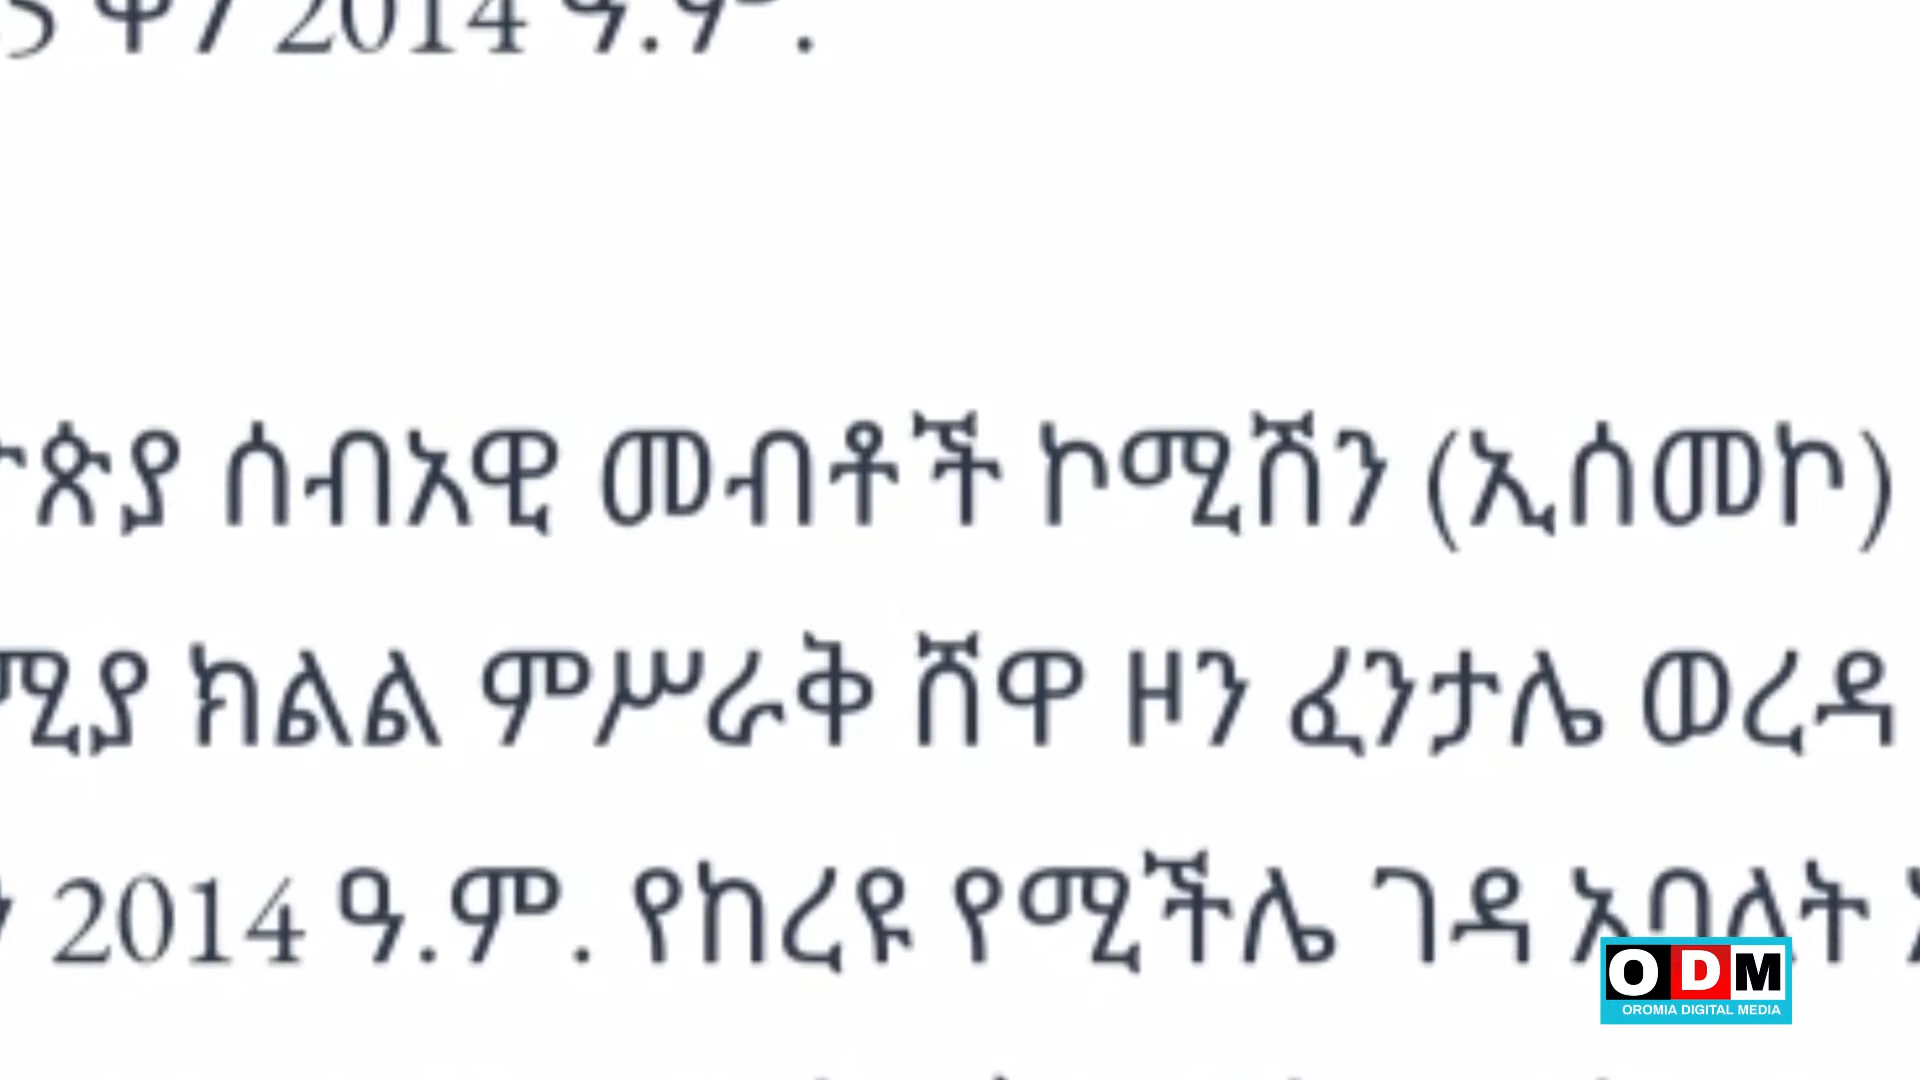 2014 ዓ.ም.
ሰብአዊ መብቶች ኮሚሽን (ኢሰመኮ)
ክልል ምሥራቅ ሸዋ ዞን ፈንታሌ ወረዳ
2014 ዓ.ም. የከረዩ የሚችሌ ገዳ አባላት
ODM
OROMIA DIGITAL MEDIA